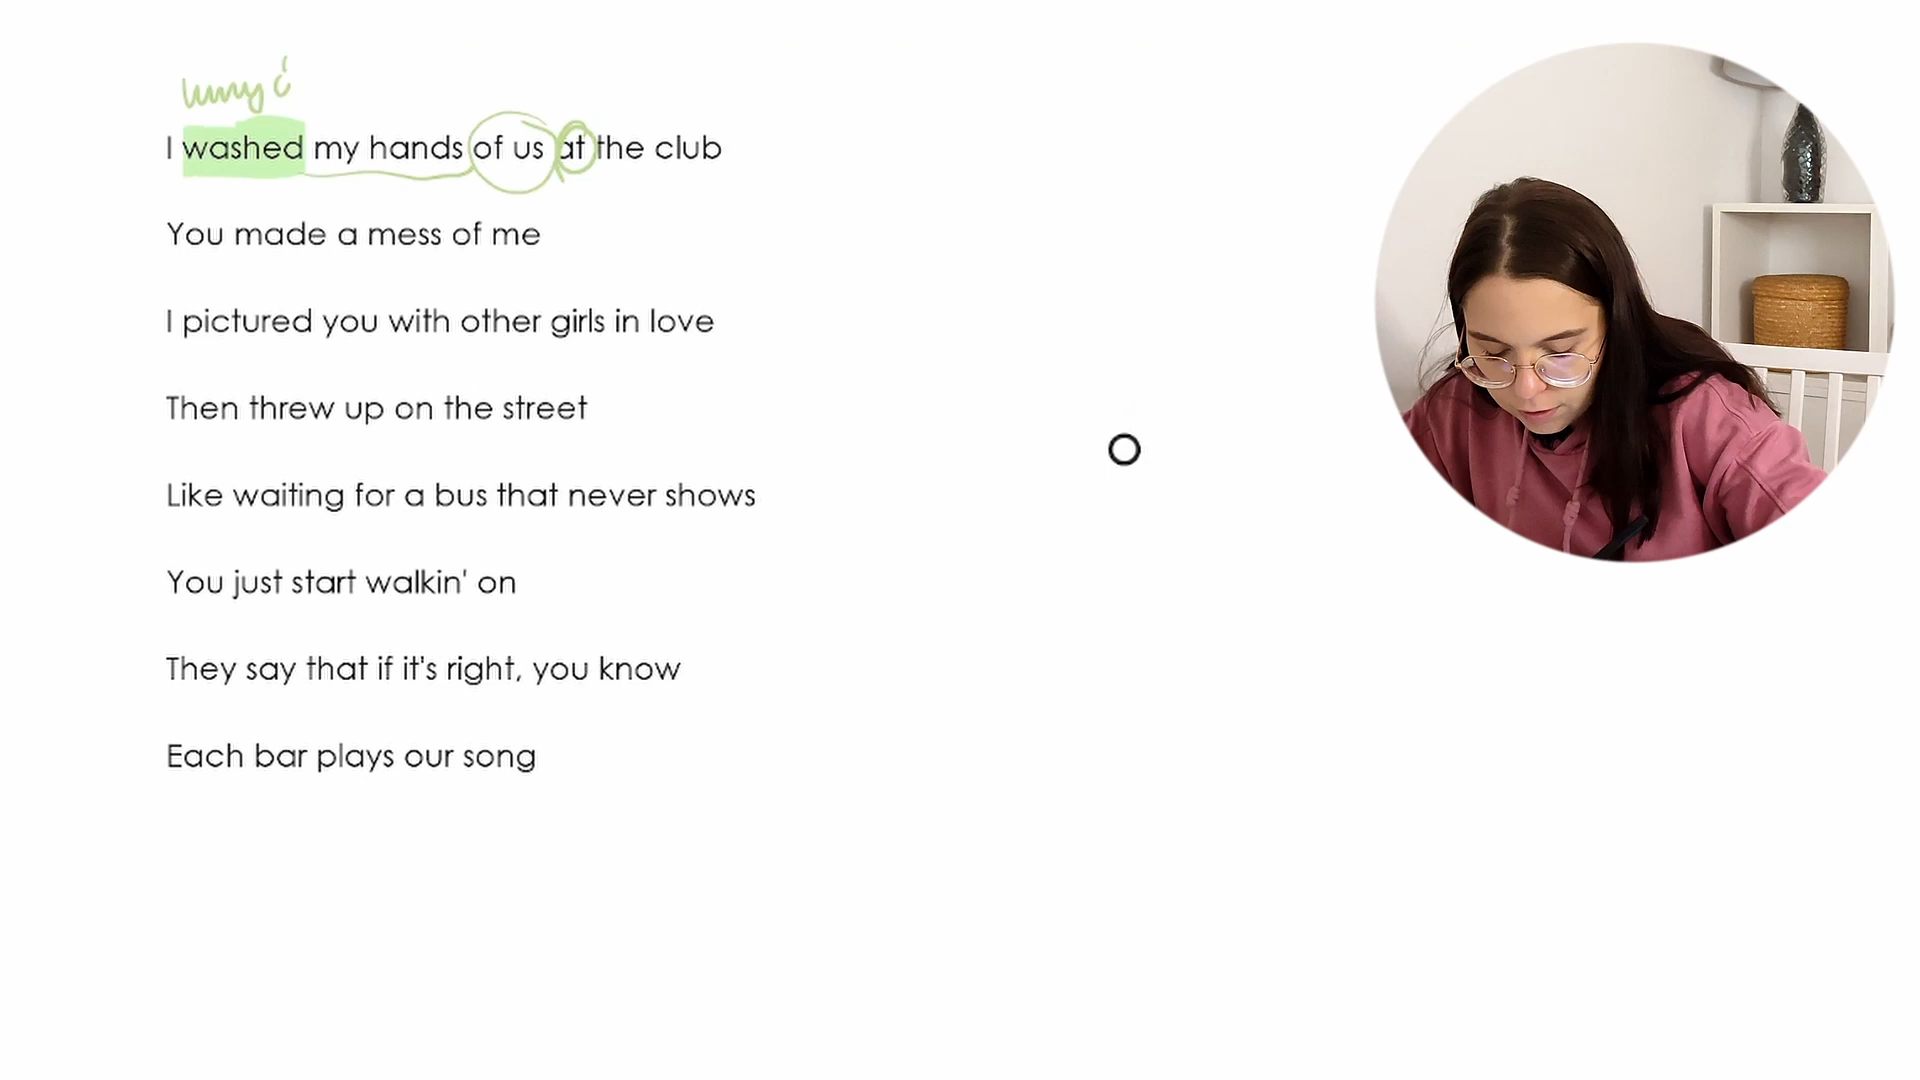 I washed my hands of us at the club
You made a mess of me
I pictured you with other girls in love
Then threw up on the street
Like waiting for a bus that never shows
You just start walkin' on
They say that if it's right, you know
Each bar plays our song